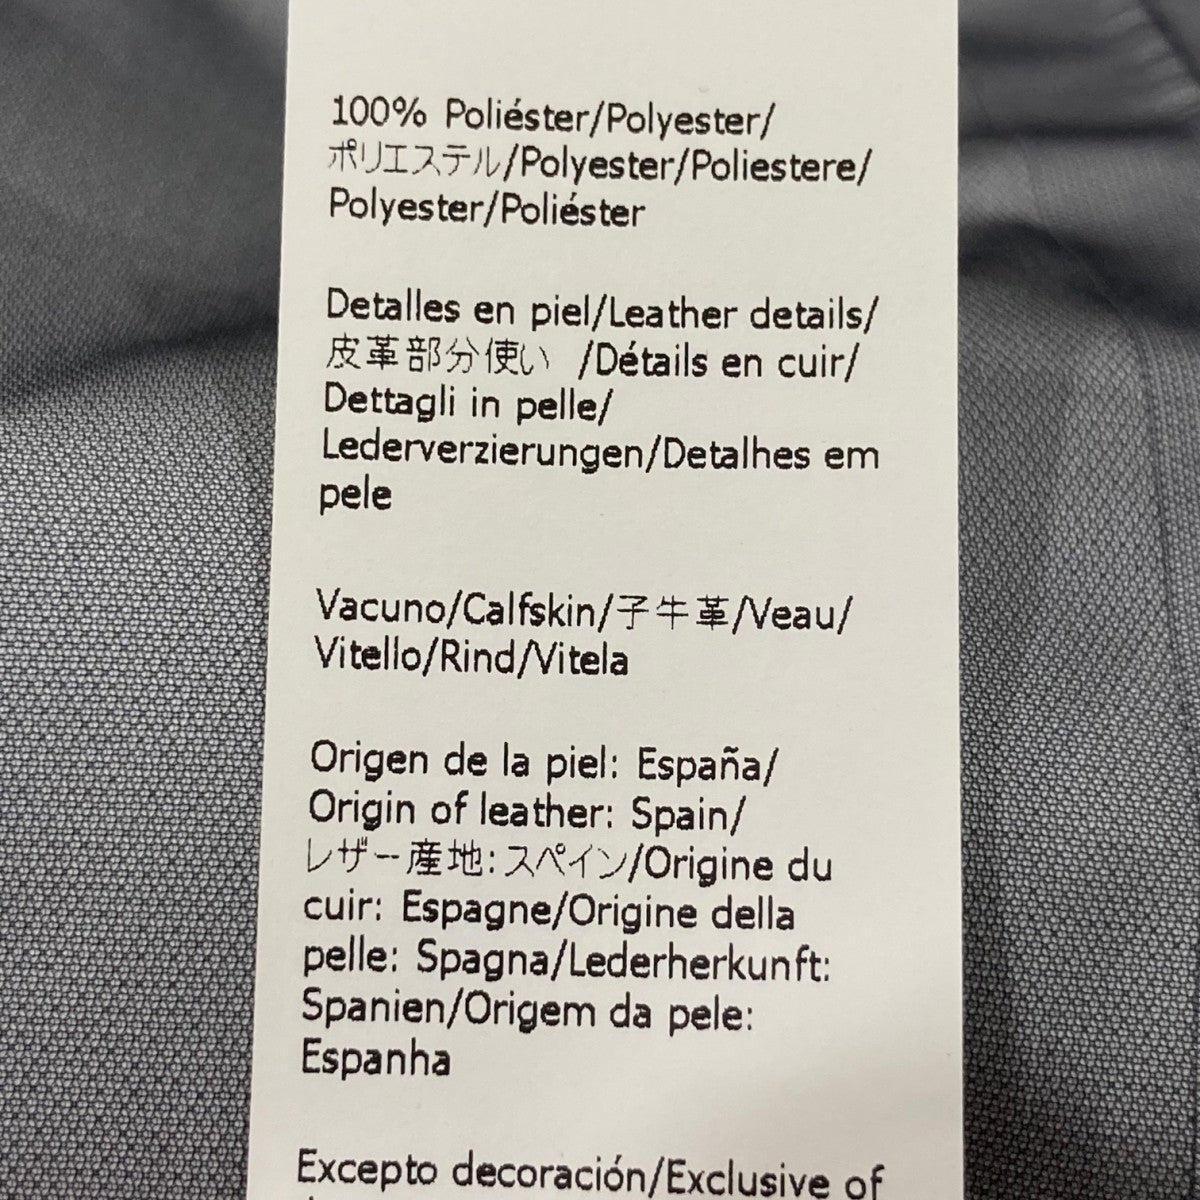 100% Poliéster/Polyester/
ポリエステル/Polyester/Poliestere/
Polyester/Poliéster
Detalles en piel/Leather details/
皮革部分使い /Détails en cuir/
Dettagli in pelle/
Lederverzierungen/Detalhes em
pele
Vacuno/Calfskin/子牛革/Veau/
Vitello/Rind/Vitela
Origen de la piel: España/
Origin of leather: Spain/
レザー産地:スペイン/Origine du
cuir: Espagne/Origine della
pelle: Spagna/Lederherkunft:
Spanien/Origem da pele:
Espanha
Excepto decoración/Exclusive of